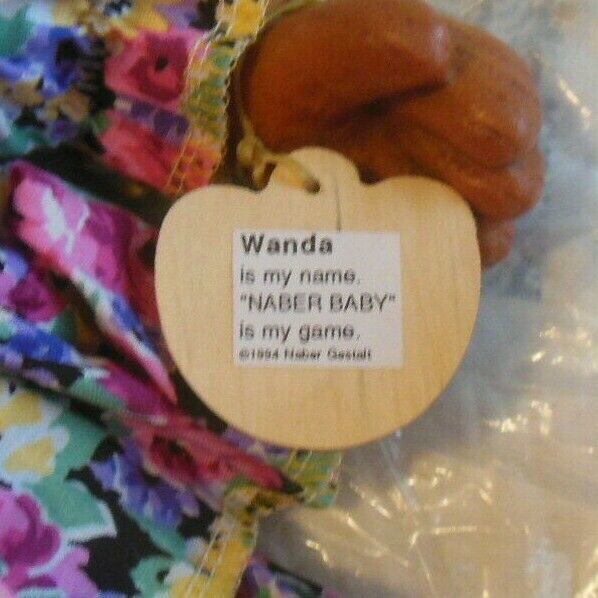 Wanda
is my name.
"NABER BABY"
is my game.
©1994 Naber Gestalt